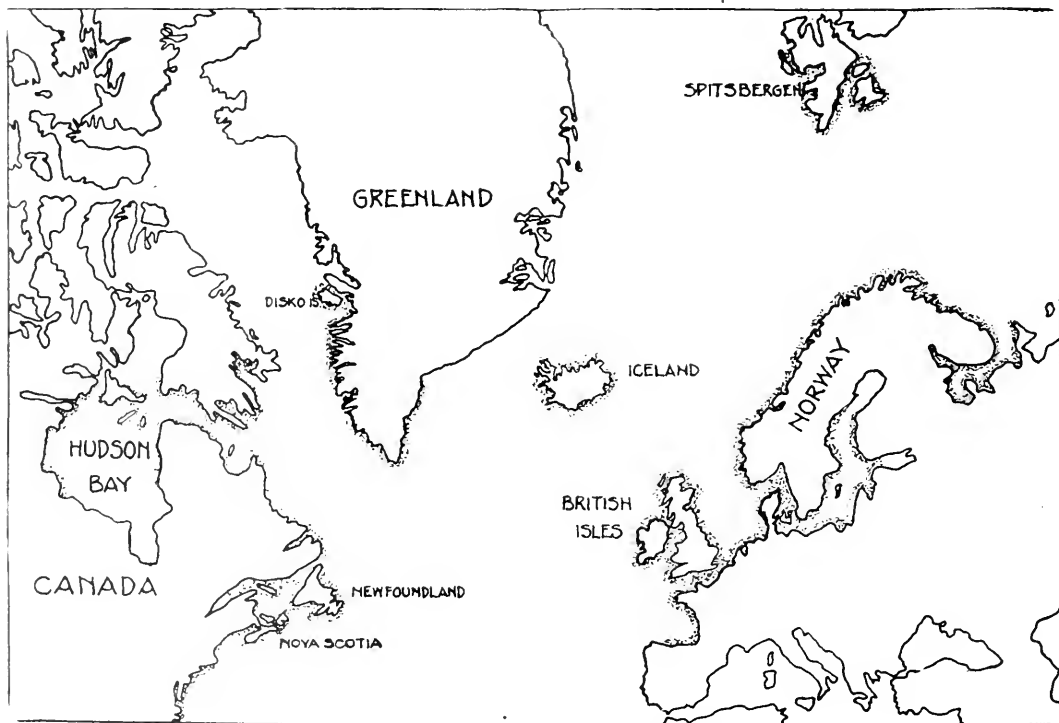 SPITSBERGEN
GREENLAND
DISKO IS.
ICELAND
NORWAY
HUDSON
BAY
BRITISH
ISLES
CANADA
NEWFOUNDLAND
NOVA SCOTIA